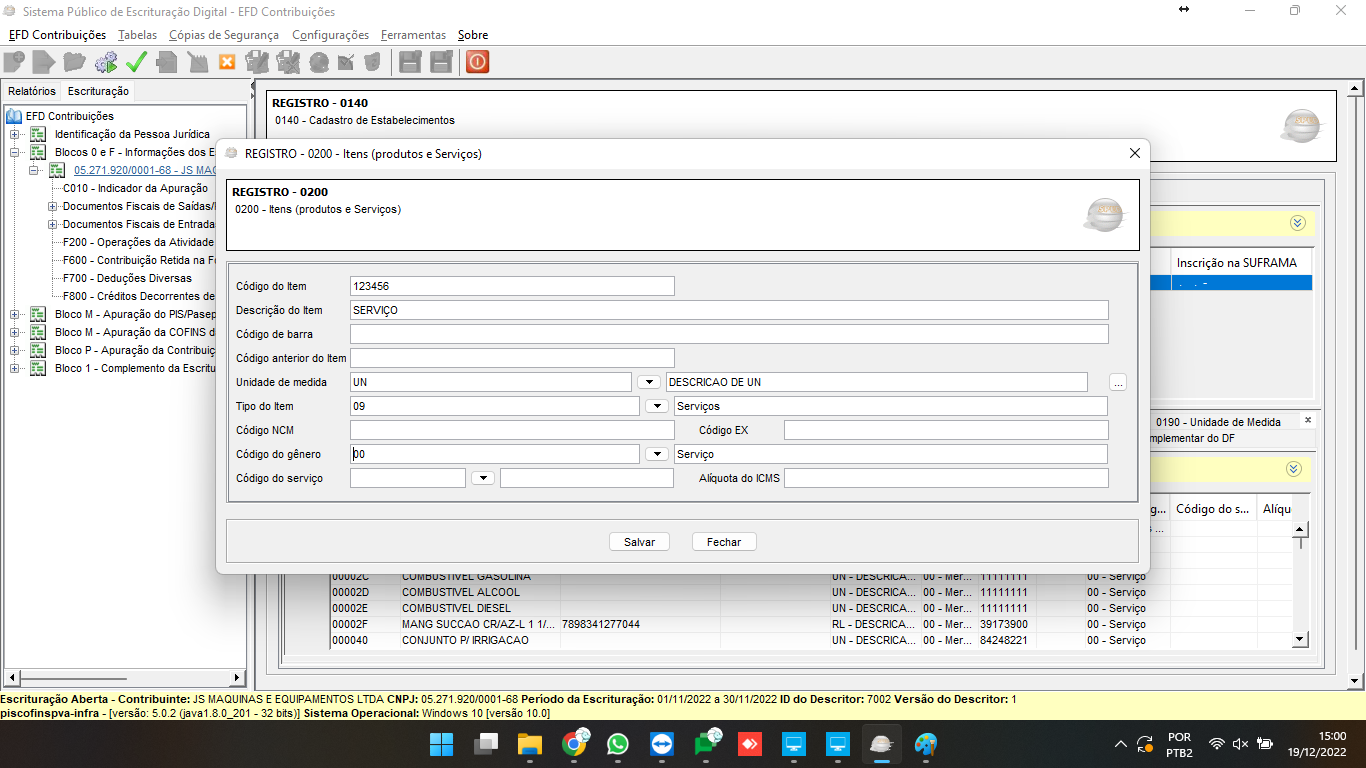 Sistema Público de Escrituração Digital - EFD Contribuições
EFD Contribuições Tabelas Cópias de Segurança Configurações Ferramentas Sobre
Relatórios Escrituração
EFD Contribuições
Identificação da Pessoa Jurídica
Blocos 0 e F - Informações dos E
05.271.920/0001-68 - JS MAQ
C010 - Indicador da Apuração
Documentos Fiscais de Saídas/
Documentos Fiscais de Entrada
F200 - Operações da Atividade
F600 - Contribuição Retida na F
F700 - Deduções Diversas
F800 - Créditos Decorrentes de
Bloco M - Apuração do PIS/Pasep
Bloco M - Apuração da COFINS d
Bloco P - Apuração da Contribuiç
Bloco 1 - Complemento da Escritu
REGISTRO - 0140
0140 - Cadastro de Estabelecimentos
REGISTRO - 0200 - Itens (produtos e Serviços)
REGISTRO - 0200
0200 - Itens (produtos e Serviços)
Código do Item 123456
Descrição do Item SERVIÇO
Código de barra
Código anterior do Item
Unidade de medida UN DESCRICAO DE UN ...
Tipo do Item 09 Serviços
Código NCM Código EX
Código do gênero 00 Serviço
Código do serviço Alíquota do ICMS
Salvar Fechar
Inscrição na SUFRAMA
. . -
0190 - Unidade de Medida
mplementar do DF
g... Código do s... Alíqu
00002C COMBUSTIVEL GASOLINA UN - DESCRICA... 00 - Mer... 11111111 00 - Serviço
00002D COMBUSTIVEL ALCOOL UN - DESCRICA... 00 - Mer... 11111111 00 - Serviço
00002E COMBUSTIVEL DIESEL UN - DESCRICA... 00 - Mer... 11111111 00 - Serviço
00002F MANG SUCCAO CR/AZ-L 1 1/... 7898341277044 RL - DESCRICA... 00 - Mer... 39173900 00 - Serviço
000040 CONJUNTO P/ IRRIGACAO UN - DESCRICA... 00 - Mer... 84248221 00 - Serviço
Escrituração Aberta - Contribuinte: JS MAQUINAS E EQUIPAMENTOS LTDA CNPJ: 05.271.920/0001-68 Período da Escrituração: 01/11/2022 a 30/11/2022 ID do Descritor: 7002 Versão do Descritor: 1
piscofinspva-infra - [versão: 5.0.2 (java1.8.0_201 - 32 bits)] Sistema Operacional: Windows 10 [versão 10.0]
POR
PTB2
15:00
19/12/2022